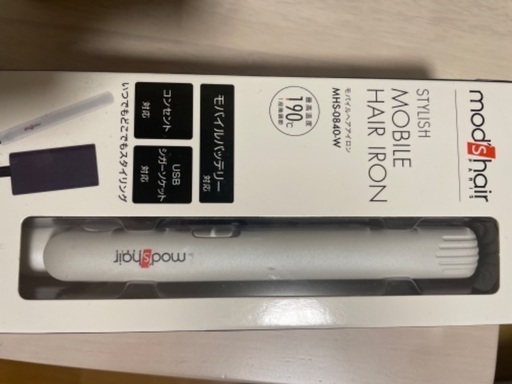 mod's hair
PARIS
STYLISH
MOBILE
HAIR IRON
モバイルヘアアイロン
MHS-0840-W
最高温度
190℃
モバイルバッテリー
対応
コンセント
対応
USB
シガーソケット
対応
いつでもどこでもスタイリング
mod's hair